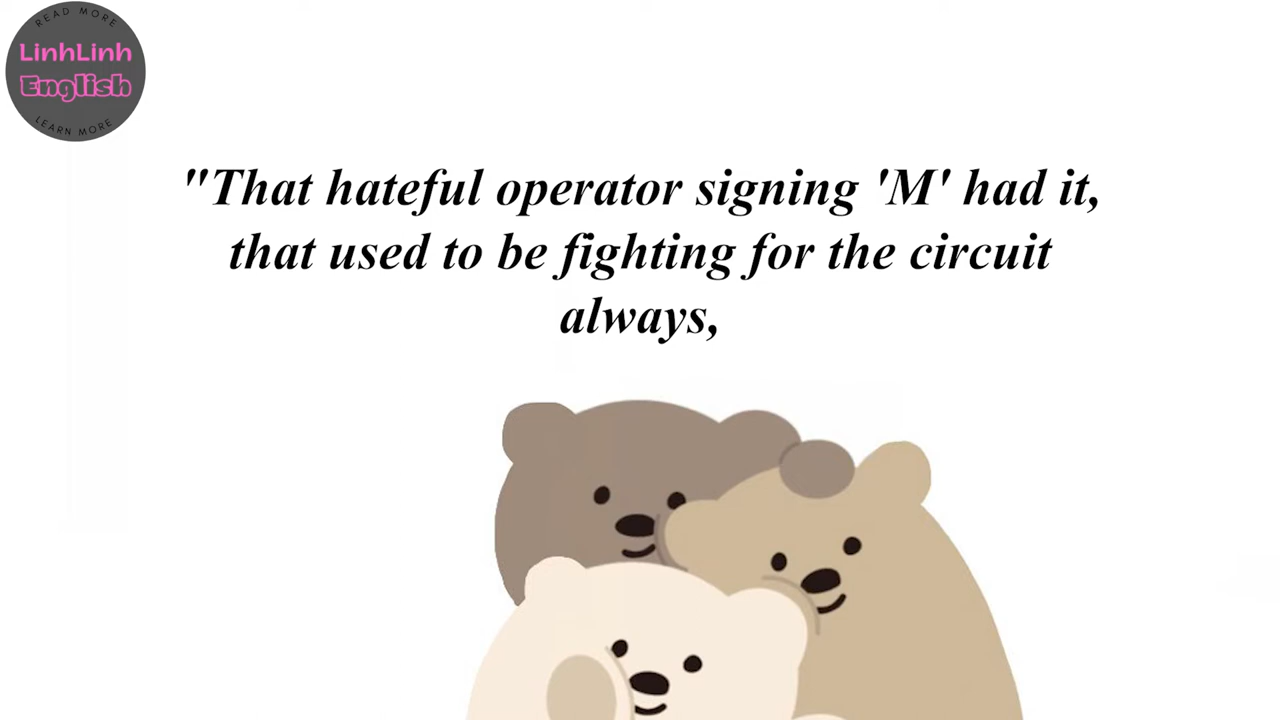 READ MORE
LinhLinh
English
LEARN MORE
"That hateful operator signing 'M' had it,
that used to be fighting for the circuit
always,